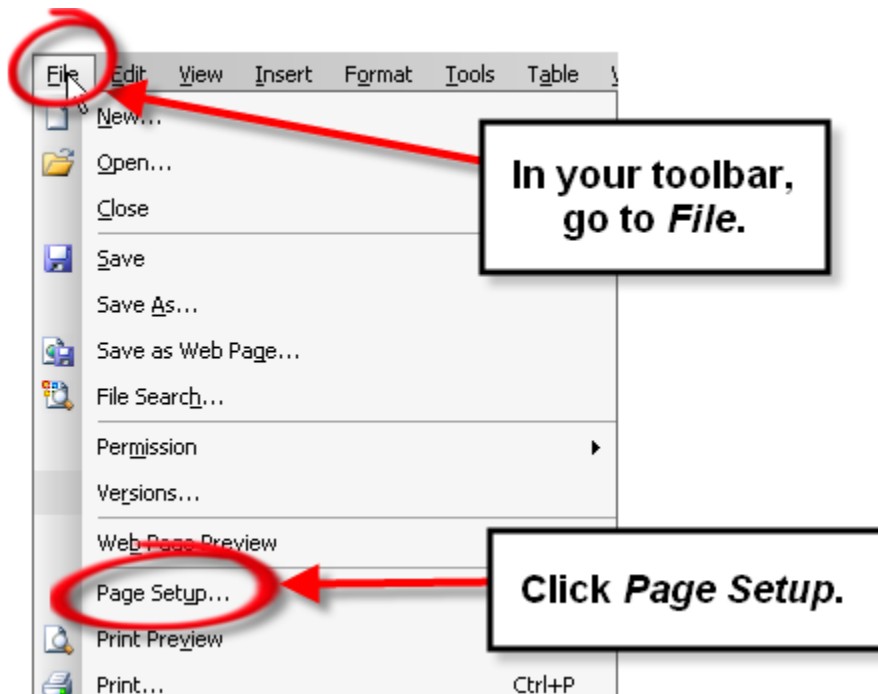 File Edit View Insert Format Tools Table
New...
Open...
Close
In your toolbar,
go to File.
Save
Save As...
Save as Web Page...
File Search...
Permission
Versions...
Web Page Preview
Page Setup...
Click Page Setup.
Print Preview
Print... Ctrl+P